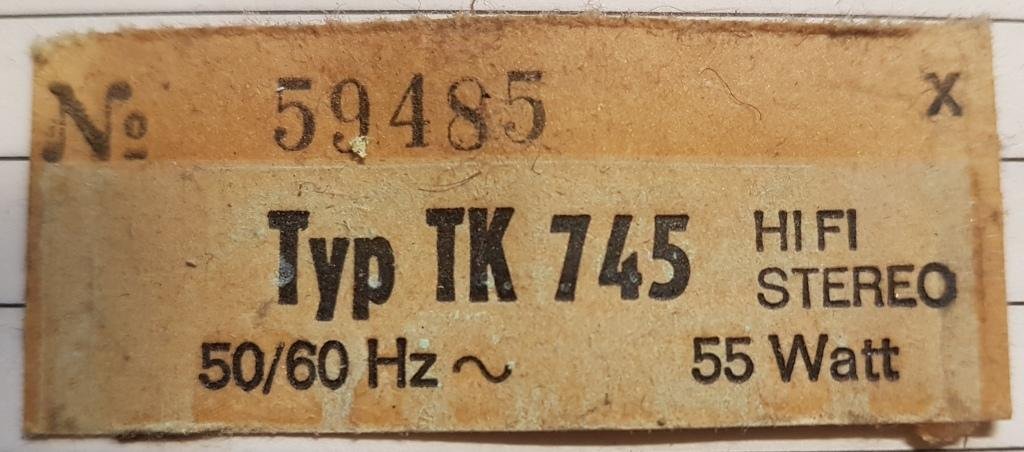 No 59485 X
Typ TK 745 HI FI
STEREO
50/60 Hz ~ 55 Watt